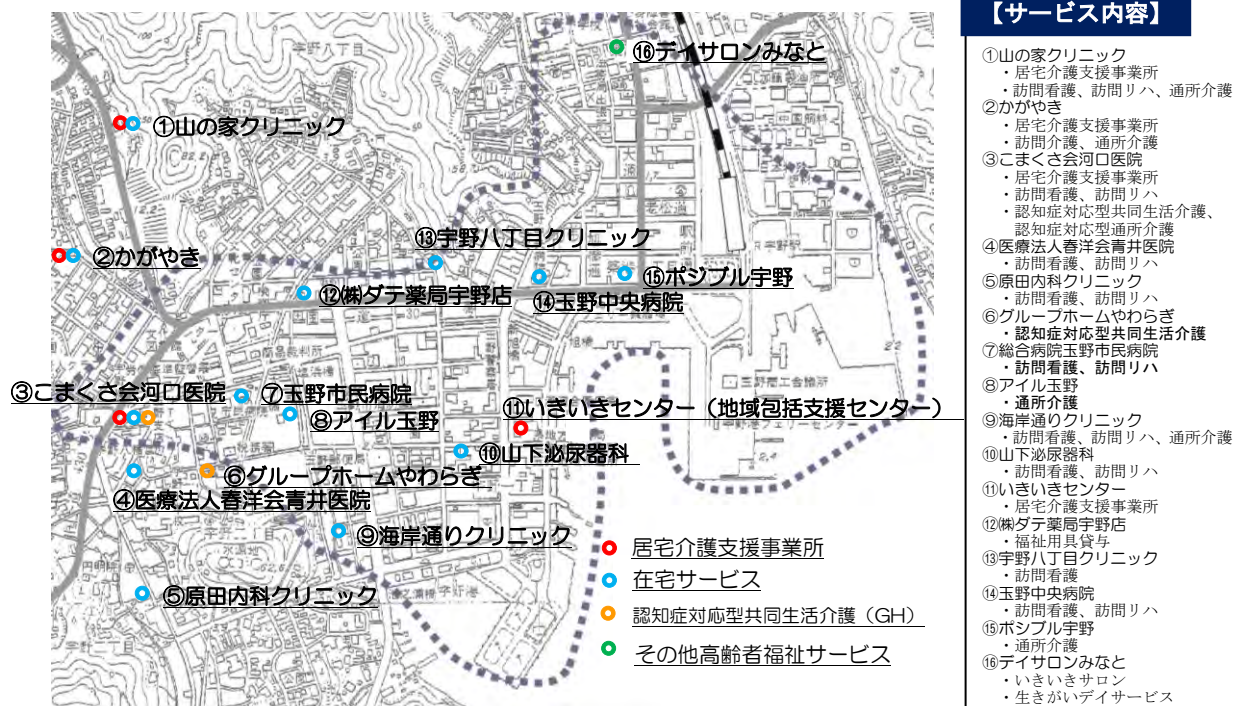 【サービス内容】
①山の家クリニック
・居宅介護支援事業所
・訪問看護、訪問リハ、通所介護
②かがやき
・居宅介護支援事業所
・訪問介護、通所介護
③こまくさ会河口医院
・居宅介護支援事業所
・訪問看護、訪問リハ
・認知症対応型共同生活介護、
認知症対応型通所介護
④医療法人春洋会青井医院
・訪問看護、訪問リハ
⑤原田内科クリニック
・訪問看護、訪問リハ
⑥グループホームやわらぎ
・認知症対応型共同生活介護
⑦総合病院玉野市民病院
・訪問看護、訪問リハ
⑧アイル玉野
・通所介護
⑨海岸通りクリニック
・訪問看護、訪問リハ、通所介護
⑩山下泌尿器科
・訪問看護、訪問リハ
⑪いきいきセンター
・居宅介護支援事業所
⑫㈱ダテ薬局宇野店
・福祉用具貸与
⑬宇野八丁目クリニック
・訪問看護
⑭玉野中央病院
・訪問看護、訪問リハ
⑮ポシブル宇野
・通所介護
⑯デイサロンみなと
・いきいきサロン
・生きがいデイサービス
⑯デイサロンみなと
宇野八丁目
①山の家クリニック
⑬宇野八丁目クリニック
②かがやき
⑮ポジブル宇野
⑫㈱ダテ薬局宇野店
⑭玉野中央病院
③こまくさ会河口医院
⑦玉野市民病院
⑧アイル玉野
⑪いきいきセンター（地域包括支援センター）
⑩山下泌尿器科
⑥グループホームやわらぎ
④医療法人春洋会青井医院
⑨海岸通りクリニック
⑤原田内科クリニック
居宅介護支援事業所
在宅サービス
認知症対応型共同生活介護（GH）
その他高齢者福祉サービス
玉野商工会議所
宇野港フェリーセンター
宇野駅